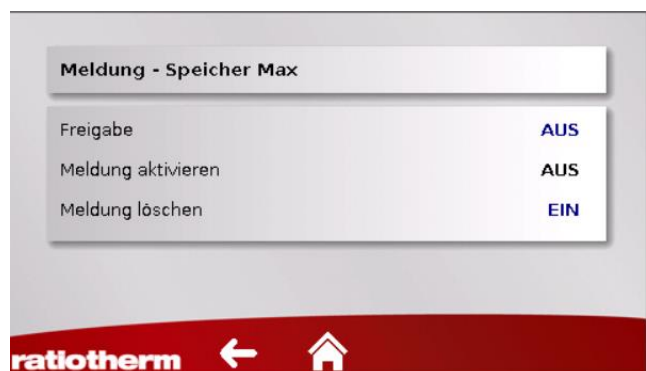 Meldung - Speicher Max
Freigabe AUS
Meldung aktivieren AUS
Meldung löschen EIN
ratiotherm